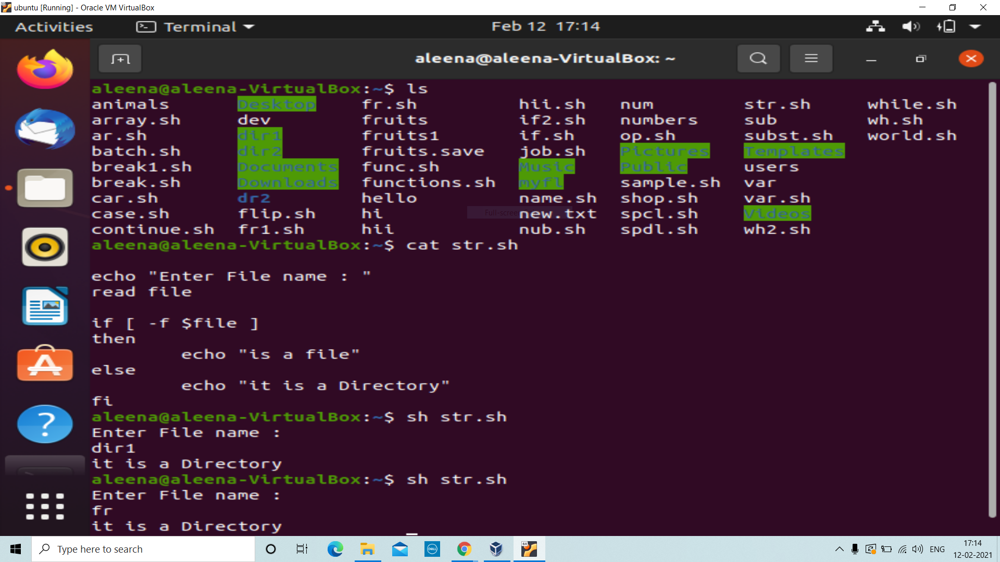 ubuntu [Running] - Oracle VM VirtualBox
Activities Terminal Feb 12 17:14
aleena@aleena-VirtualBox: ~
aleena@aleena-VirtualBox:~$ ls
animals Desktop fr.sh hii.sh num str.sh while.sh
array.sh dev fruits if2.sh numbers sub wh.sh
ar.sh dir1 fruits1 if.sh op.sh subst.sh world.sh
batch.sh dir2 fruits.save job.sh Pictures Templates
break1.sh Documents func.sh Music Public users
break.sh Downloads functions.sh myfl sample.sh var
car.sh dr2 hello name.sh shop.sh var.sh
case.sh flip.sh hi new.txt spcl.sh Videos
continue.sh fr1.sh hii nub.sh spdl.sh wh2.sh
aleena@aleena-VirtualBox:~$ cat str.sh
echo "Enter File name : "
read file
if [ -f $file ]
then
echo "is a file"
else
echo "it is a Directory"
fi
aleena@aleena-VirtualBox:~$ sh str.sh
Enter File name :
dir1
it is a Directory
aleena@aleena-VirtualBox:~$ sh str.sh
Enter File name :
fr
it is a Directory
Type here to search
DELL
64
ENG
17:14
12-02-2021